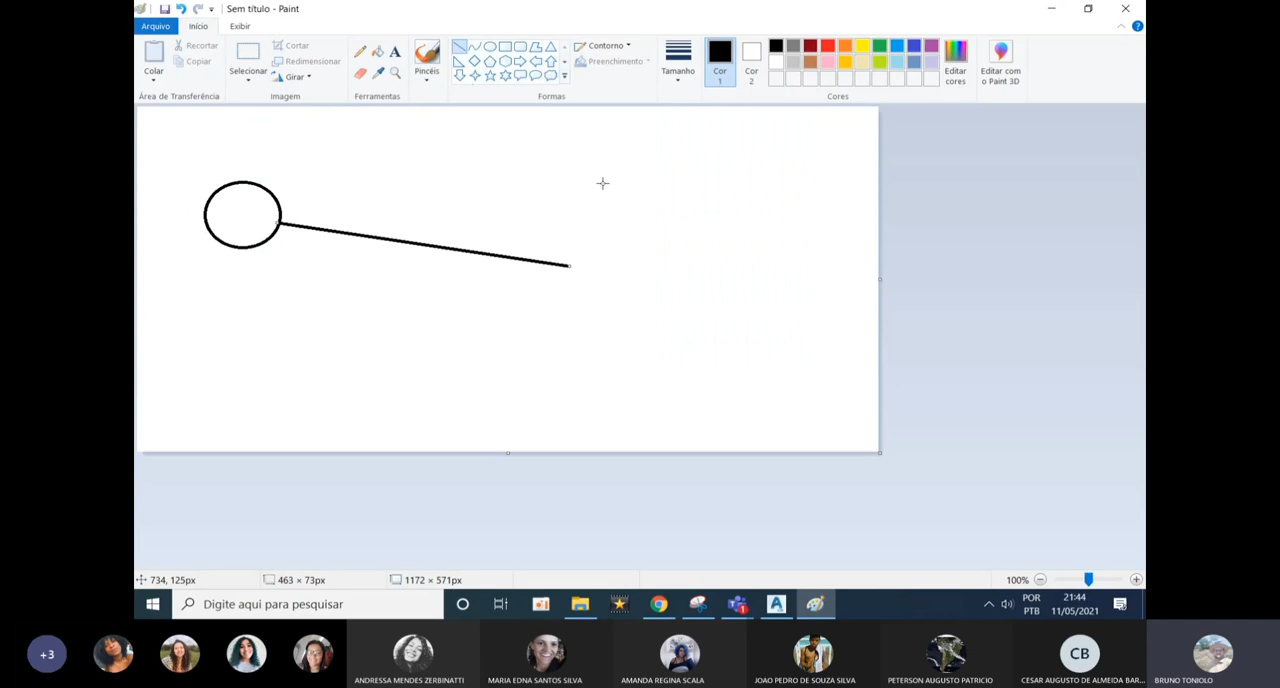 Sem título - Paint
Arquivo Início Exibir
Colar
Recortar
Copiar
Área de Transferência
Selecionar
Cortar
Redimensionar
Girar
Imagem
A
Ferramentas
Pincéis
Formas
Contorno
Preenchimento
Tamanho
Cor 1
Cor 2
Cores
Editar cores
Editar com o Paint 3D
734, 125px 463 × 73px 1172 × 571px 100%
Digite aqui para pesquisar
POR
PTB
21:44
11/05/2021
+3
ANDRESSA MENDES ZERBINATTI
MARIA EDNA SANTOS SILVA
AMANDA REGINA SCALA
JOAO PEDRO DE SOUZA SILVA
PETERSON AUGUSTO PATRICIO
CB
CESAR AUGUSTO DE ALMEIDA BAR...
BRUNO TONIOLO